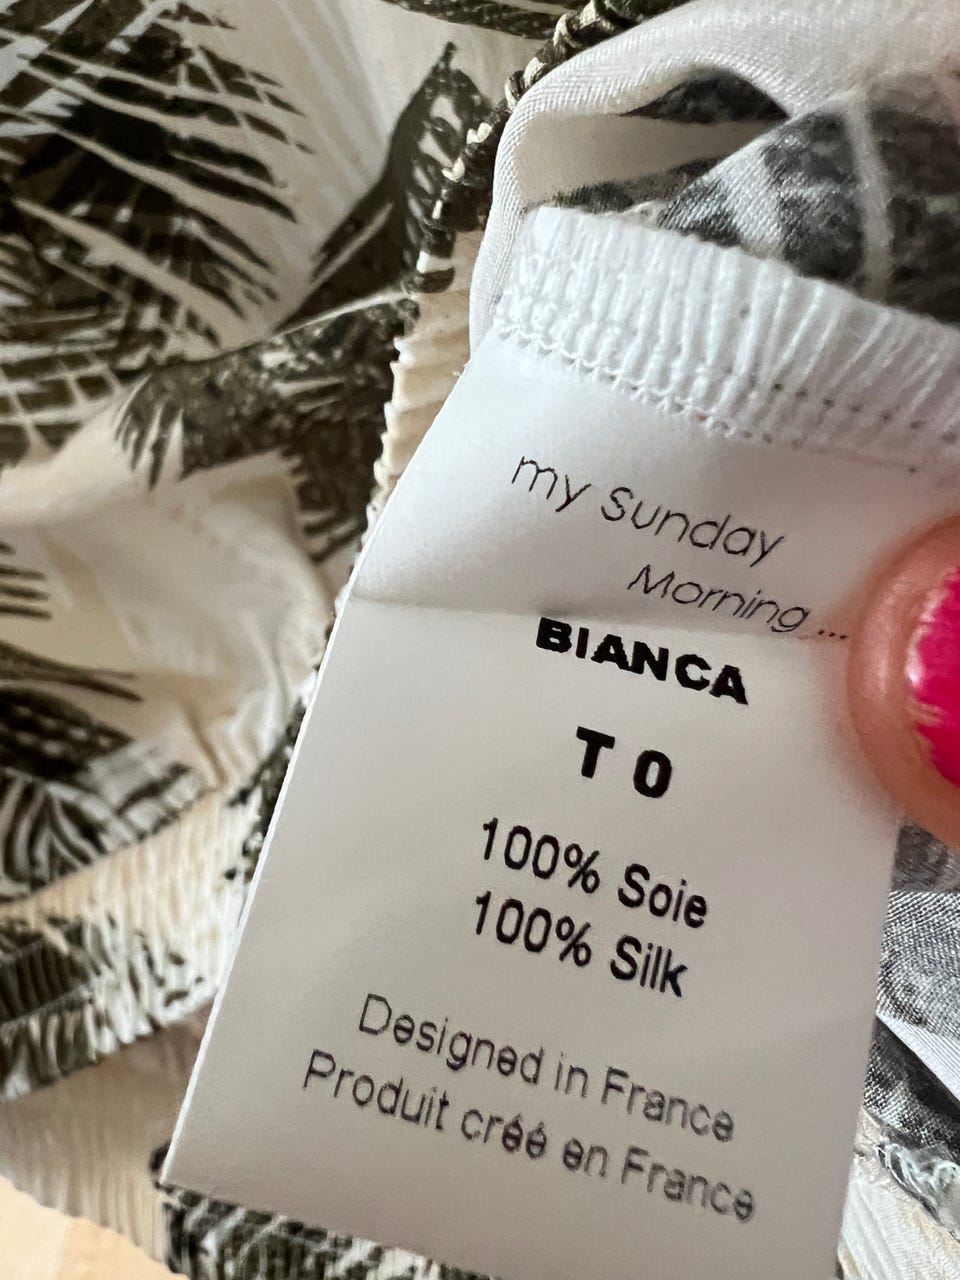 my Sunday
Morning...
BIANCA
T 0
100% Soie
100% Silk
Designed in France
Produit créé en France